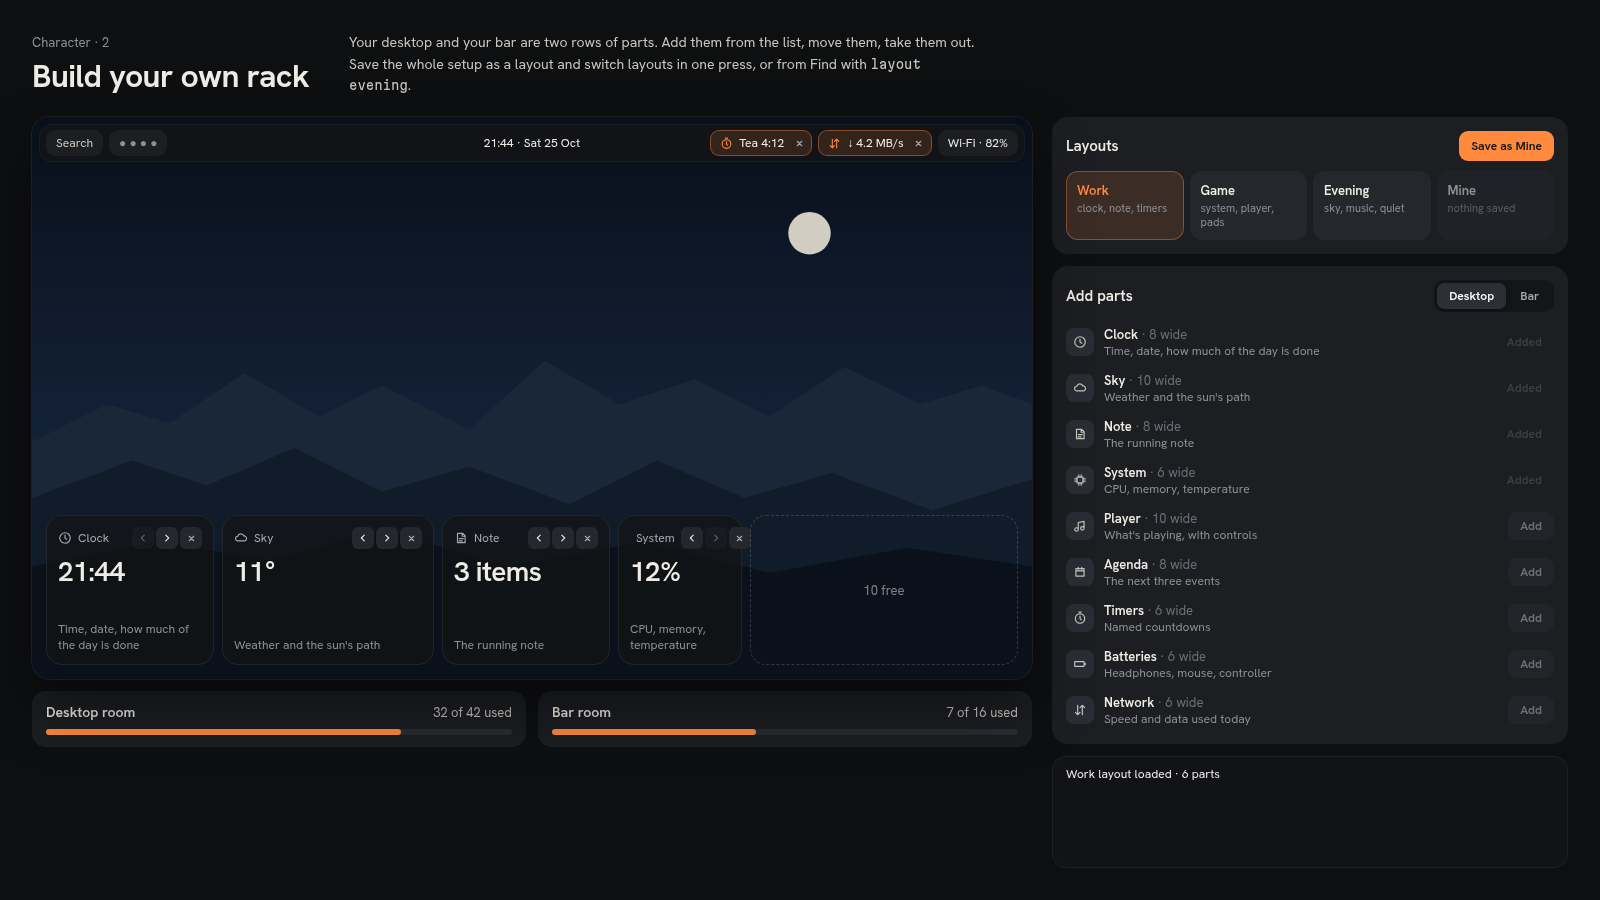 Character · 2
Build your own rack
Your desktop and your bar are two rows of parts. Add them from the list, move them, take them out.
Save the whole setup as a layout and switch layouts in one press, or from Find with layout
evening.
Search
21:44 · Sat 25 Oct
Tea 4:12 ×
↓ 4.2 MB/s ×
Wi-Fi · 82%
Clock
21:44
Time, date, how much of
the day is done
Sky
11°
Weather and the sun's path
Note
3 items
The running note
System
12%
CPU, memory,
temperature
10 free
Desktop room
32 of 42 used
Bar room
7 of 16 used
Layouts
Save as Mine
Work
clock, note, timers
Game
system, player,
pads
Evening
sky, music, quiet
Mine
nothing saved
Add parts
Desktop
Bar
Clock · 8 wide
Time, date, how much of the day is done
Added
Sky · 10 wide
Weather and the sun's path
Added
Note · 8 wide
The running note
Added
System · 6 wide
CPU, memory, temperature
Added
Player · 10 wide
What's playing, with controls
Add
Agenda · 8 wide
The next three events
Add
Timers · 6 wide
Named countdowns
Add
Batteries · 6 wide
Headphones, mouse, controller
Add
Network · 6 wide
Speed and data used today
Add
Work layout loaded · 6 parts